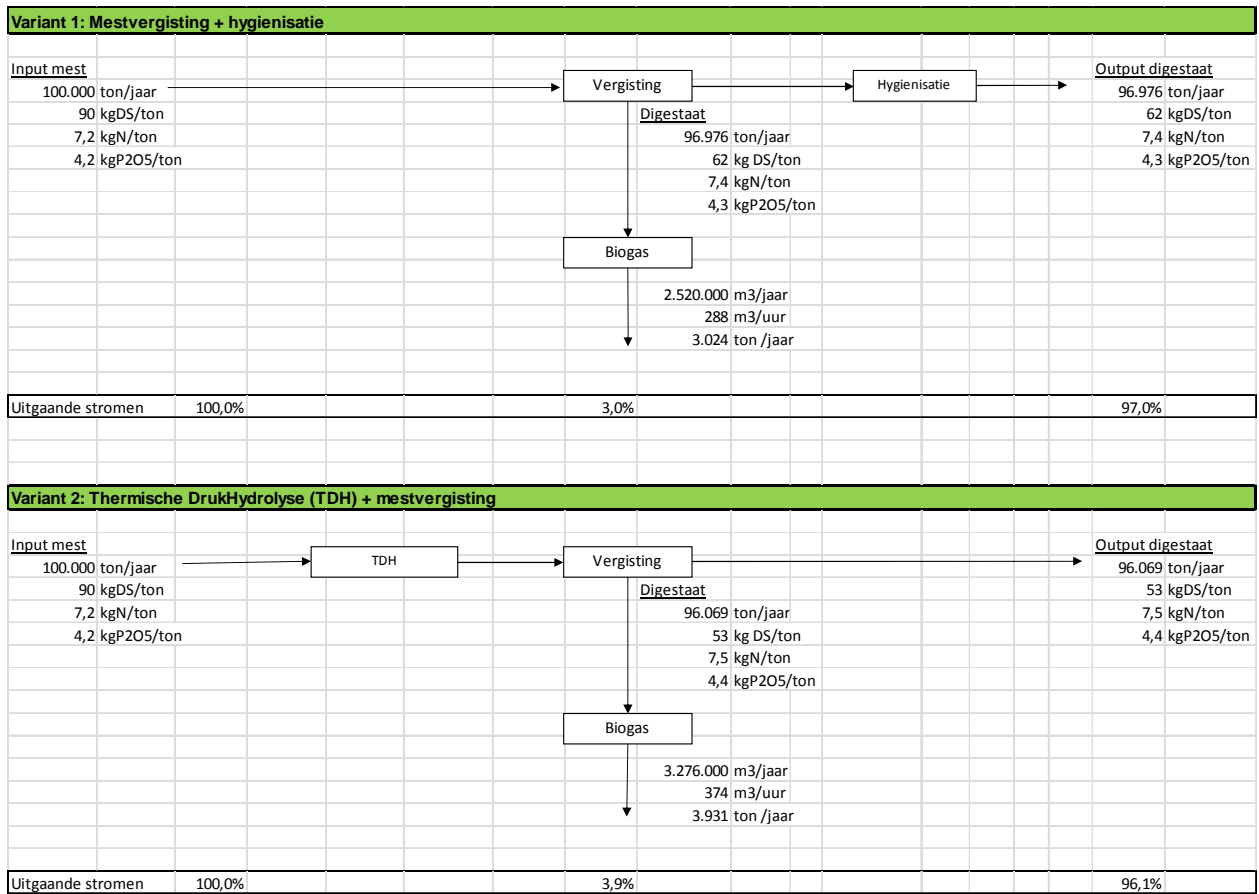 Variant 1: Mestvergisting + hygienisatie
Input mest
Vergisting
Hygienisatie
Output digestaat
100.000 ton/jaar
96.976 ton/jaar
90 kgDS/ton
Digestaat
62 kgDS/ton
7,2 kgN/ton
96.976 ton/jaar
7,4 kgN/ton
4,2 kgP2O5/ton
62 kg DS/ton
4,3 kgP2O5/ton
7,4 kgN/ton
4,3 kgP2O5/ton
Biogas
2.520.000 m3/jaar
288 m3/uur
3.024 ton /jaar
Uitgaande stromen 100,0% 3,0% 97,0%
Variant 2: Thermische DrukHydrolyse (TDH) + mestvergisting
Input mest
TDH
Vergisting
Output digestaat
100.000 ton/jaar
96.069 ton/jaar
90 kgDS/ton
Digestaat
53 kgDS/ton
7,2 kgN/ton
96.069 ton/jaar
7,5 kgN/ton
4,2 kgP2O5/ton
53 kg DS/ton
4,4 kgP2O5/ton
7,5 kgN/ton
4,4 kgP2O5/ton
Biogas
3.276.000 m3/jaar
374 m3/uur
3.931 ton /jaar
Uitgaande stromen 100,0% 3,9% 96,1%